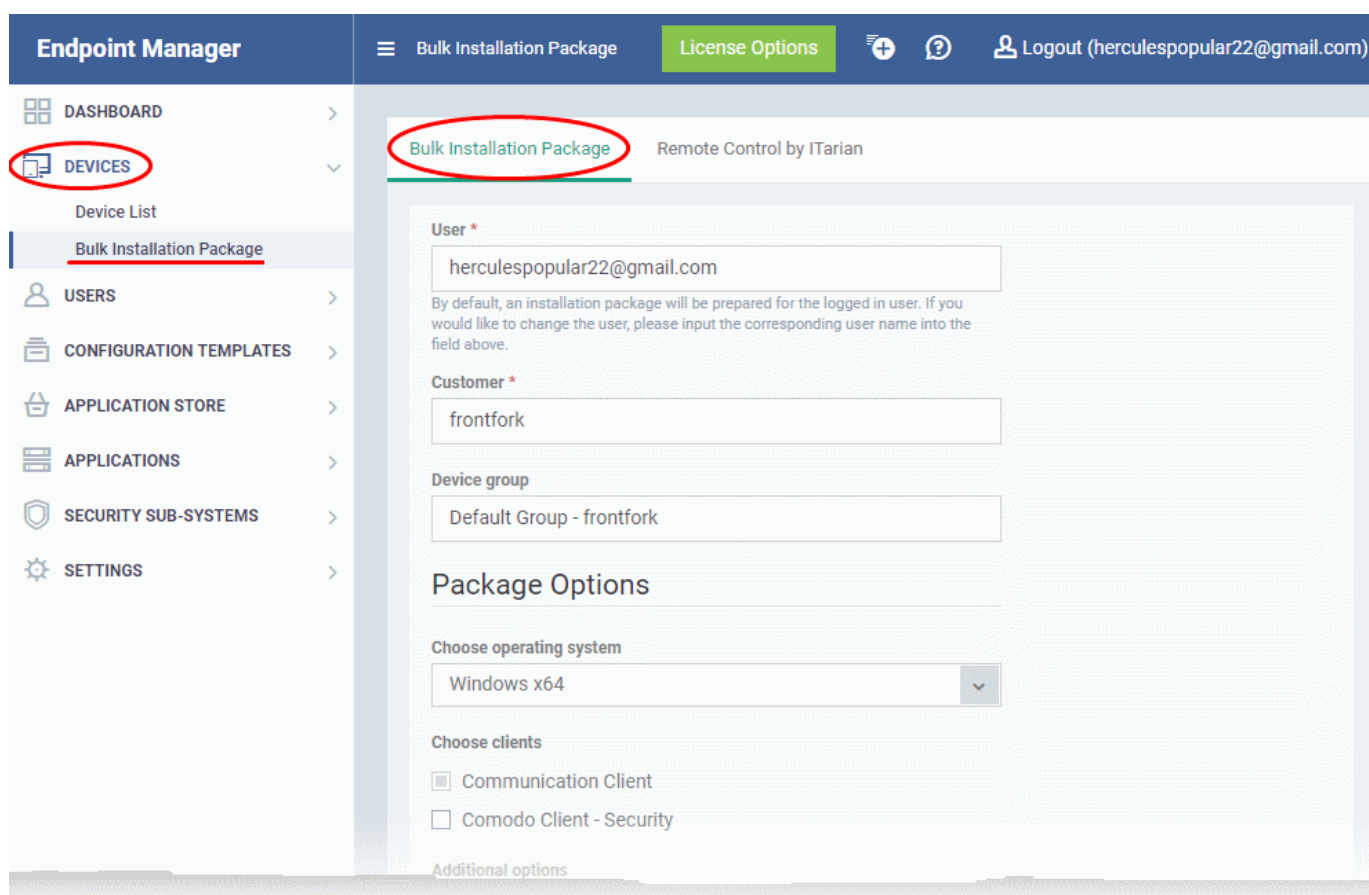 Endpoint Manager
Bulk Installation Package
License Options
Logout (herculespopular22@gmail.com)
DASHBOARD
DEVICES
Device List
Bulk Installation Package
USERS
CONFIGURATION TEMPLATES
APPLICATION STORE
APPLICATIONS
SECURITY SUB-SYSTEMS
SETTINGS
Bulk Installation Package
Remote Control by ITarian
User *
herculespopular22@gmail.com
By default, an installation package will be prepared for the logged in user. If you
would like to change the user, please input the corresponding user name into the
field above.
Customer *
frontfork
Device group
Default Group - frontfork
Package Options
Choose operating system
Windows x64
Choose clients
Communication Client
Comodo Client - Security
Additional options